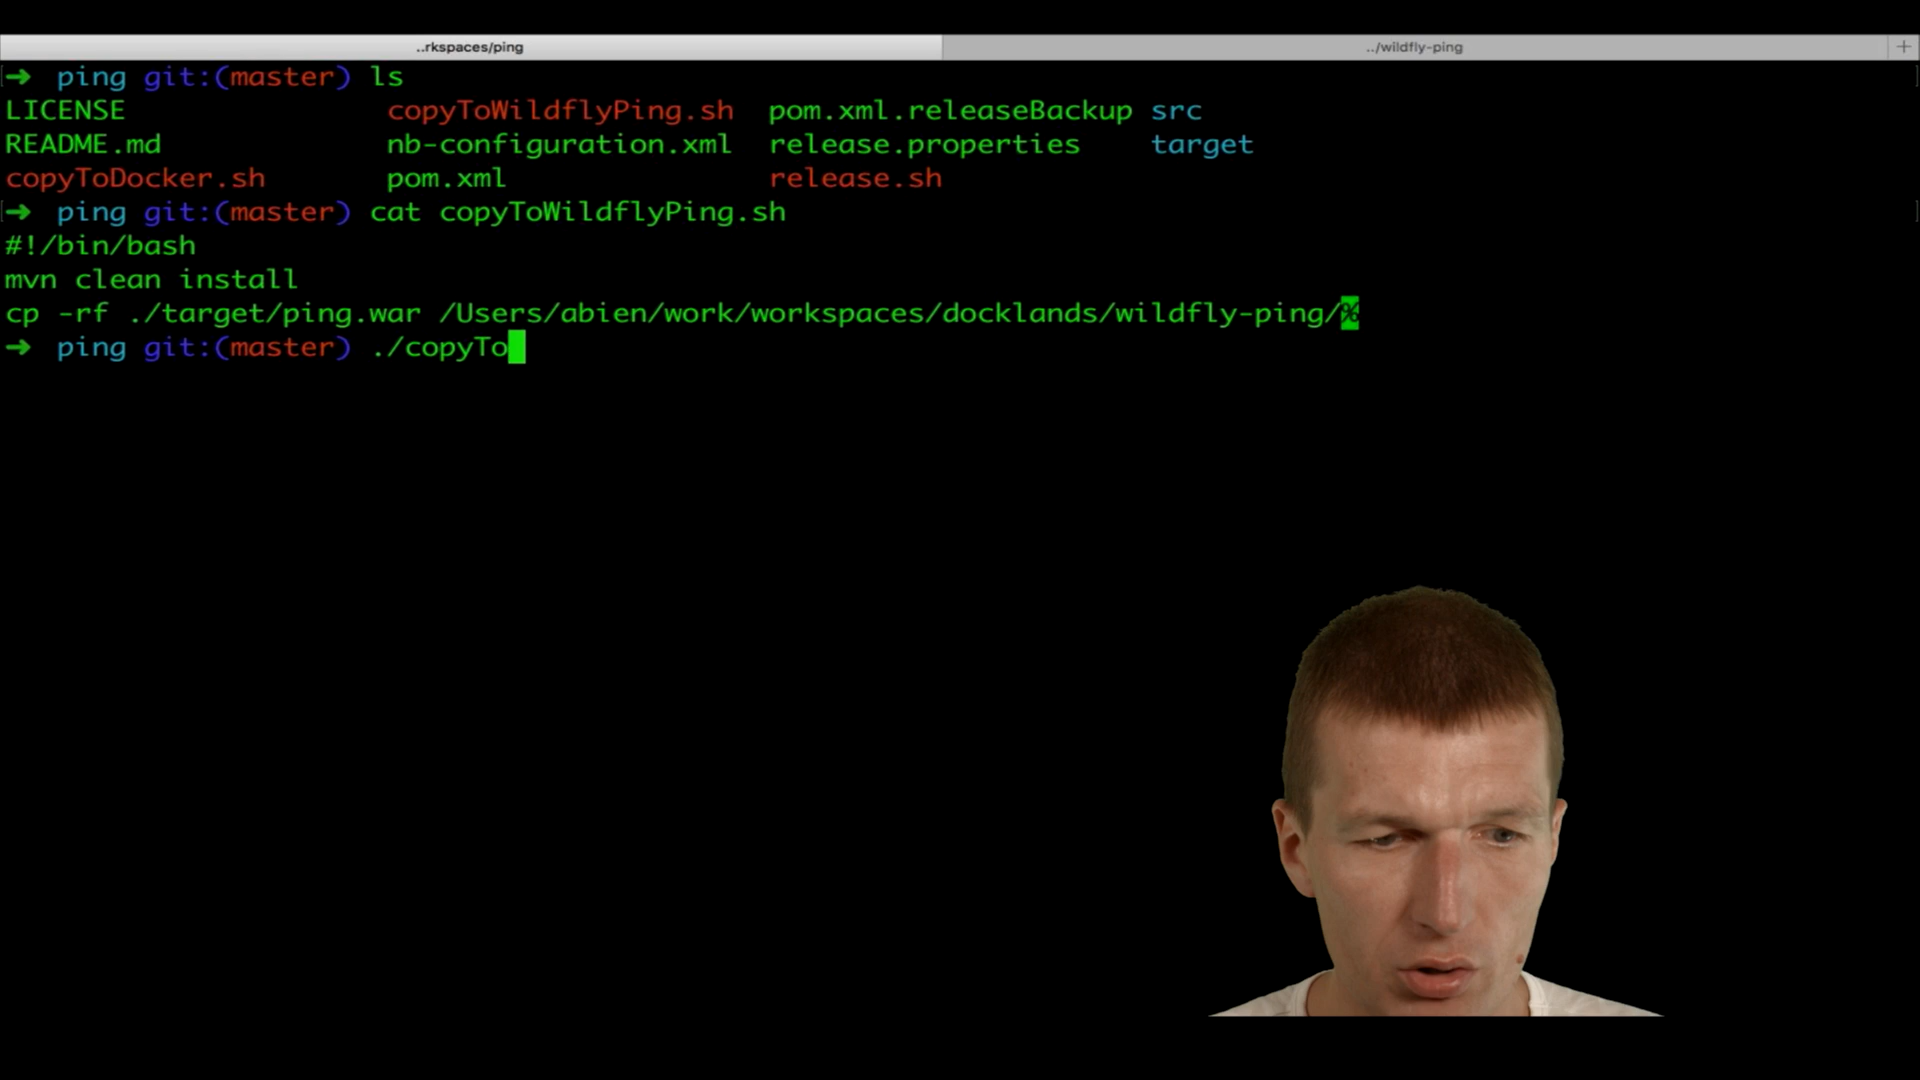 ..rkspaces/ping ../wildfly-ping +
→ ping git:(master) ls
LICENSE copyToWildflyPing.sh pom.xml.releaseBackup src
README.md nb-configuration.xml release.properties target
copyToDocker.sh pom.xml release.sh
→ ping git:(master) cat copyToWildflyPing.sh
#!/bin/bash
mvn clean install
cp -rf ./target/ping.war /Users/abien/work/workspaces/docklands/wildfly-ping/%
→ ping git:(master) ./copyTo